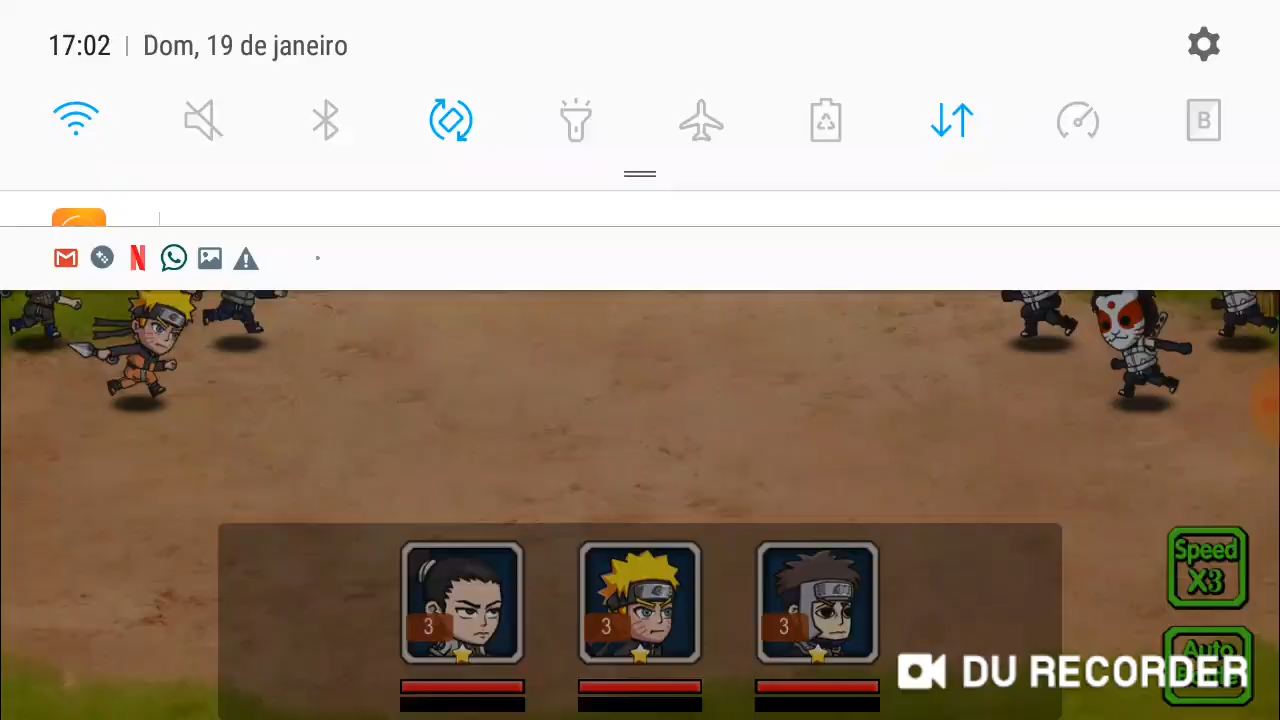 17:02 | Dom, 19 de janeiro
B
N
Speed
X3
3
3
3
Auto
DU RECORDER